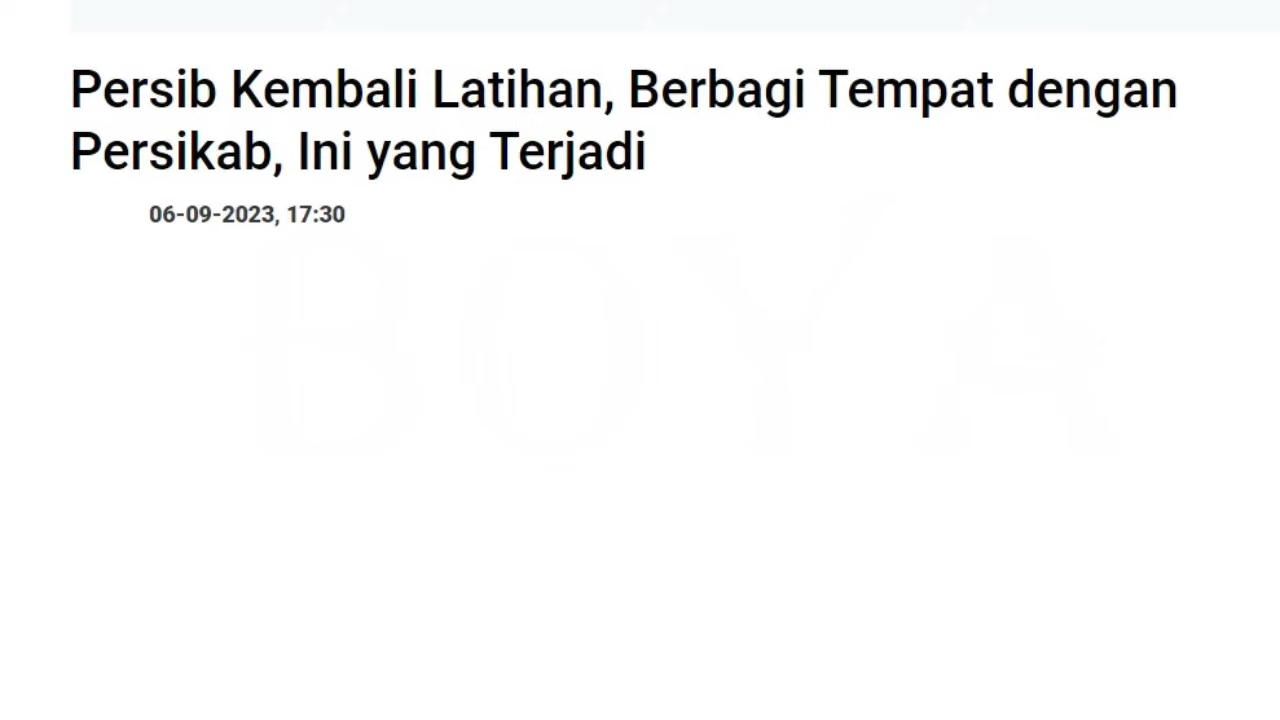 Persib Kembali Latihan, Berbagi Tempat dengan
Persikab, Ini yang Terjadi
06-09-2023, 17:30
BOYA